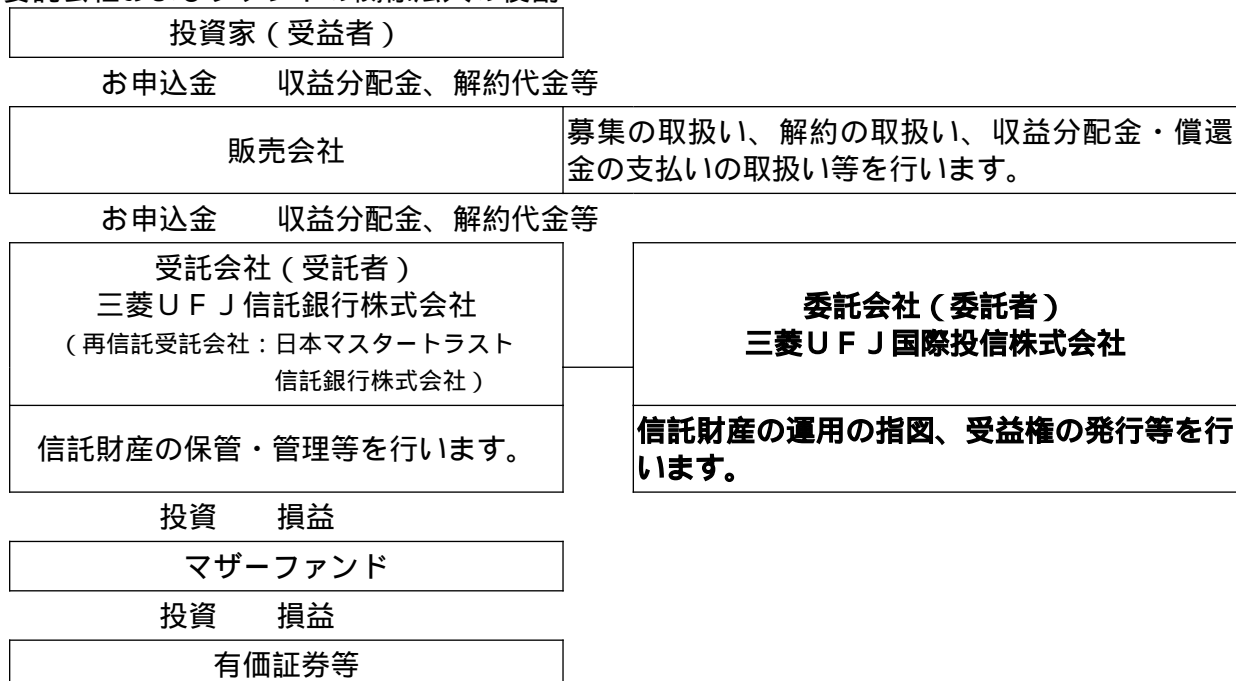 投資家（受益者）
お申込金　　収益分配金、解約代金等
販売会社
募集の取扱い、解約の取扱い、収益分配金・償還
金の支払いの取扱い等を行います。
お申込金　　収益分配金、解約代金等
受託会社（受託者）
三菱ＵＦＪ信託銀行株式会社
（再信託受託会社：日本マスタートラスト
信託銀行株式会社）
委託会社（委託者）
三菱ＵＦＪ国際投信株式会社
信託財産の保管・管理等を行います。
信託財産の運用の指図、受益権の発行等を行
います。
投資　　損益
マザーファンド
投資　　損益
有価証券等